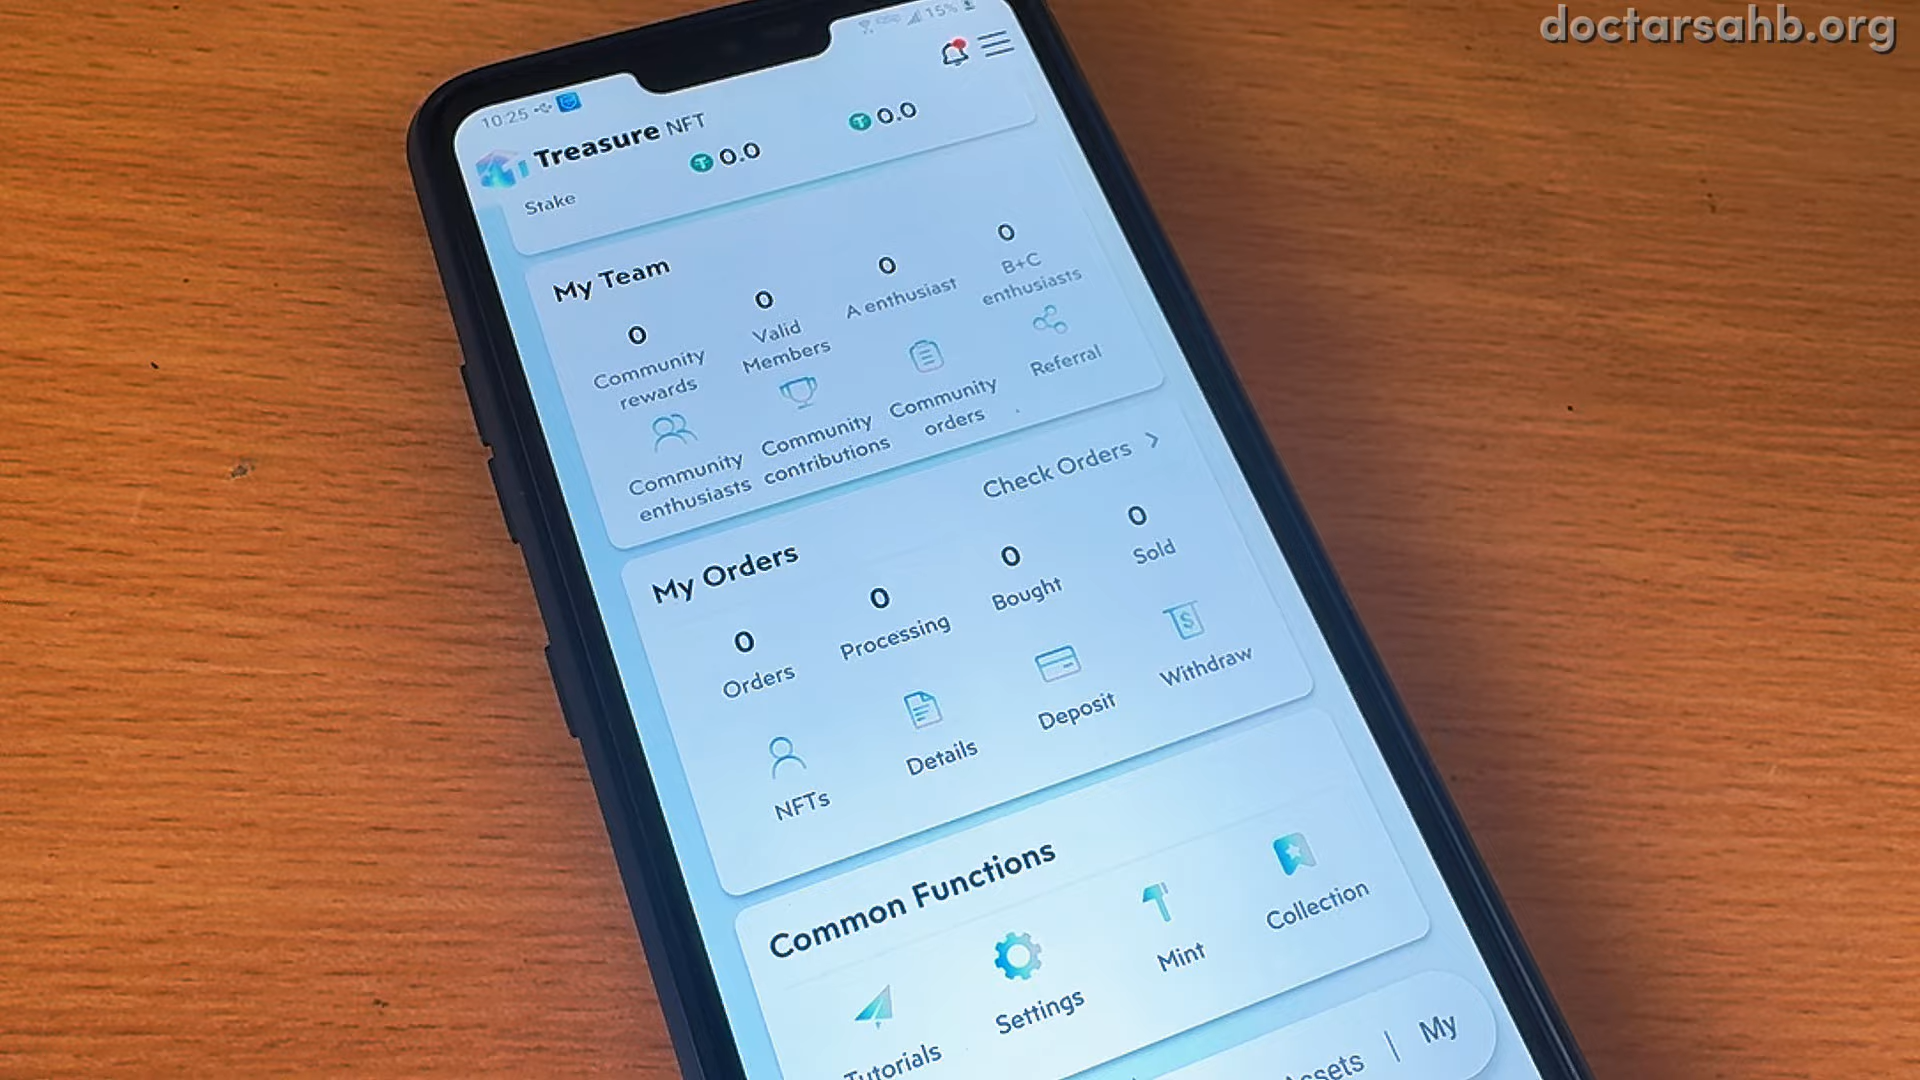 doctarsahb.org
10:25
15%
Treasure NFT
0.0
0.0
Stake
My Team
0
Community
rewards
0
Valid
Members
0
A enthusiast
0
B+C
enthusiasts
Community
enthusiasts
Community
contributions
Community
orders
Referral
Check Orders >
My Orders
0
Orders
0
Processing
0
Bought
0
Sold
NFTs
Details
Deposit
Withdraw
Common Functions
Tutorials
Settings
Mint
Collection
Assets | My